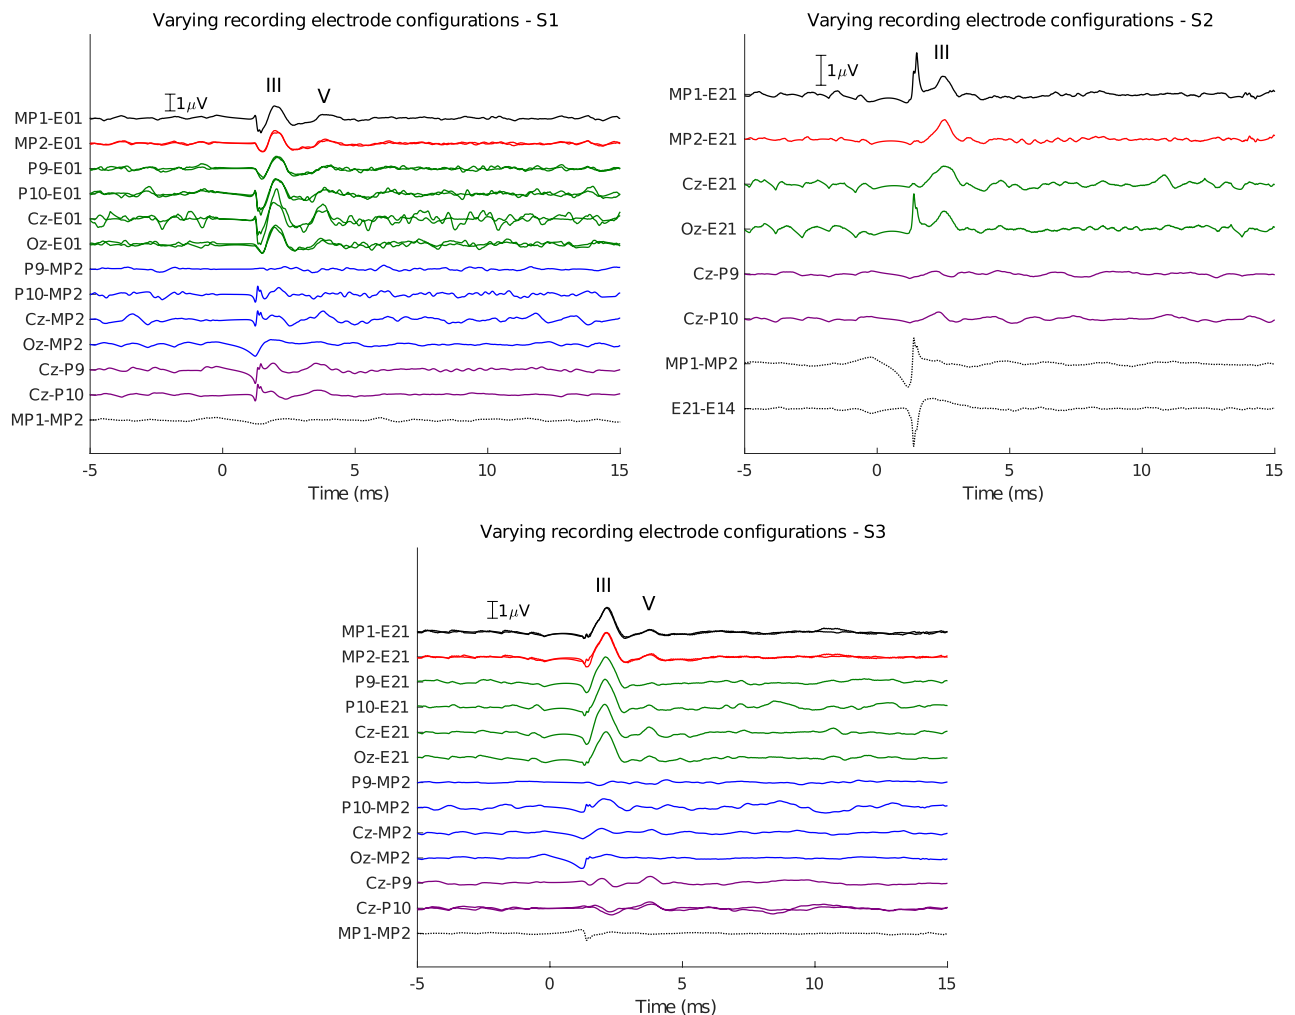 Varying recording electrode configurations - S1
III
V
1μV
MP1-E01
MP2-E01
P9-E01
P10-E01
Cz-E01
Oz-E01
P9-MP2
P10-MP2
Cz-MP2
Oz-MP2
Cz-P9
Cz-P10
MP1-MP2
-5 0 5 10 15
Time (ms)
Varying recording electrode configurations - S2
III
1μV
MP1-E21
MP2-E21
Cz-E21
Oz-E21
Cz-P9
Cz-P10
MP1-MP2
E21-E14
-5 0 5 10 15
Time (ms)
Varying recording electrode configurations - S3
III
V
1μV
MP1-E21
MP2-E21
P9-E21
P10-E21
Cz-E21
Oz-E21
P9-MP2
P10-MP2
Cz-MP2
Oz-MP2
Cz-P9
Cz-P10
MP1-MP2
-5 0 5 10 15
Time (ms)